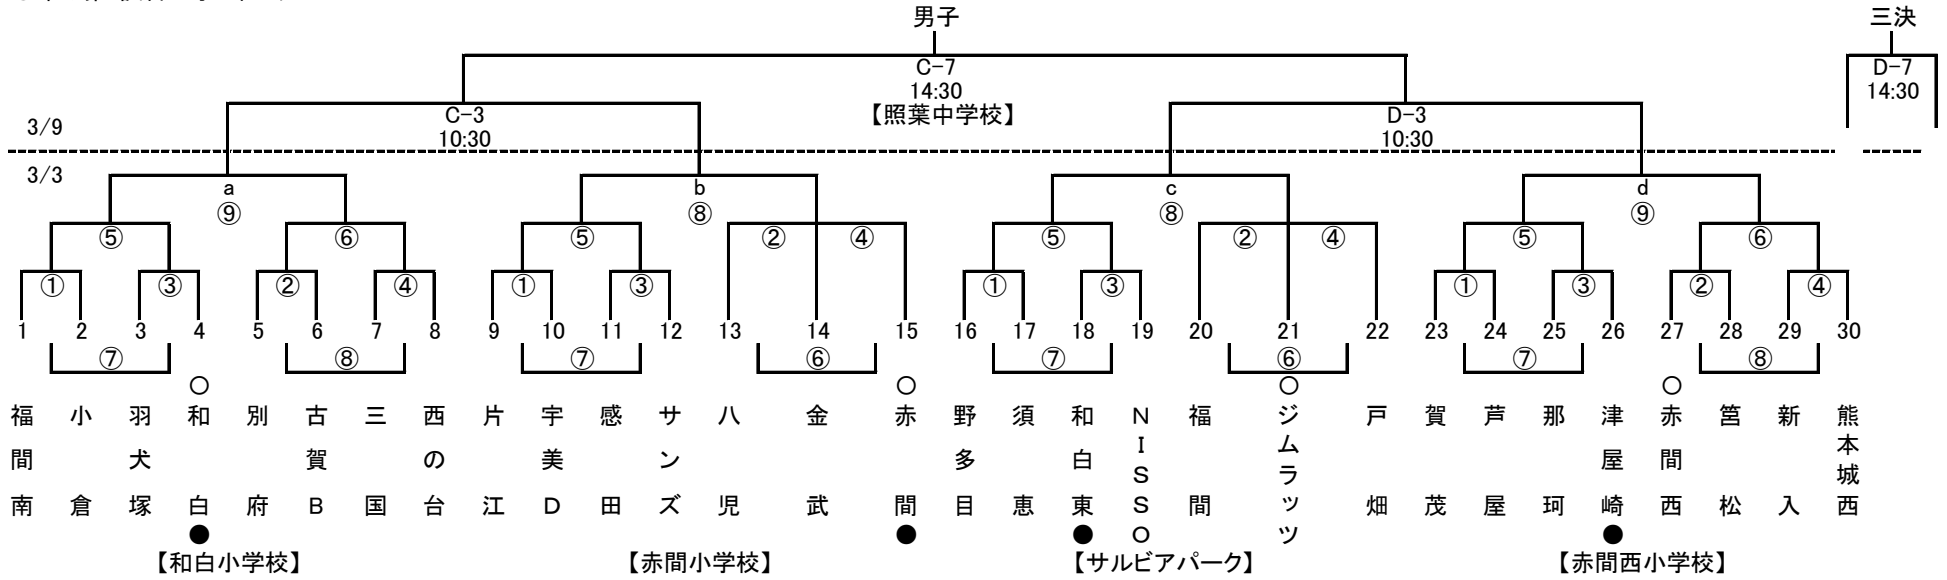 男子
三決
C-7
14:30
【照葉中学校】
D-7
14:30
C-3
10:30
D-3
10:30
3/9
3/3
a
⑨
b
⑧
c
⑧
d
⑨
⑤
⑥
⑤
②
④
⑤
②
④
⑤
⑥
①
③
②
④
①
③
①
③
①
③
②
④
1 2 3 4 5 6 7 8 9 10 11 12 13 14 15 16 17 18 19 20 21 22 23 24 25 26 27 28 29 30
⑦
⑧
⑦
⑥
⑦
⑥
⑦
⑧
○ ○ ○ ○
福間南
小倉
羽犬塚
和白
別府
古賀B
三国
西の台
片江
宇美D
感田
サンズ
八児
金武
赤間
野多目
須恵
和白東
NISSO
福間
ジムラッツ
戸畑
賀茂
芦屋
那珂
津屋崎
赤間西
筥松
新入
熊本城西
● ● ● ●
【和白小学校】
【赤間小学校】
【サルビアパーク】
【赤間西小学校】